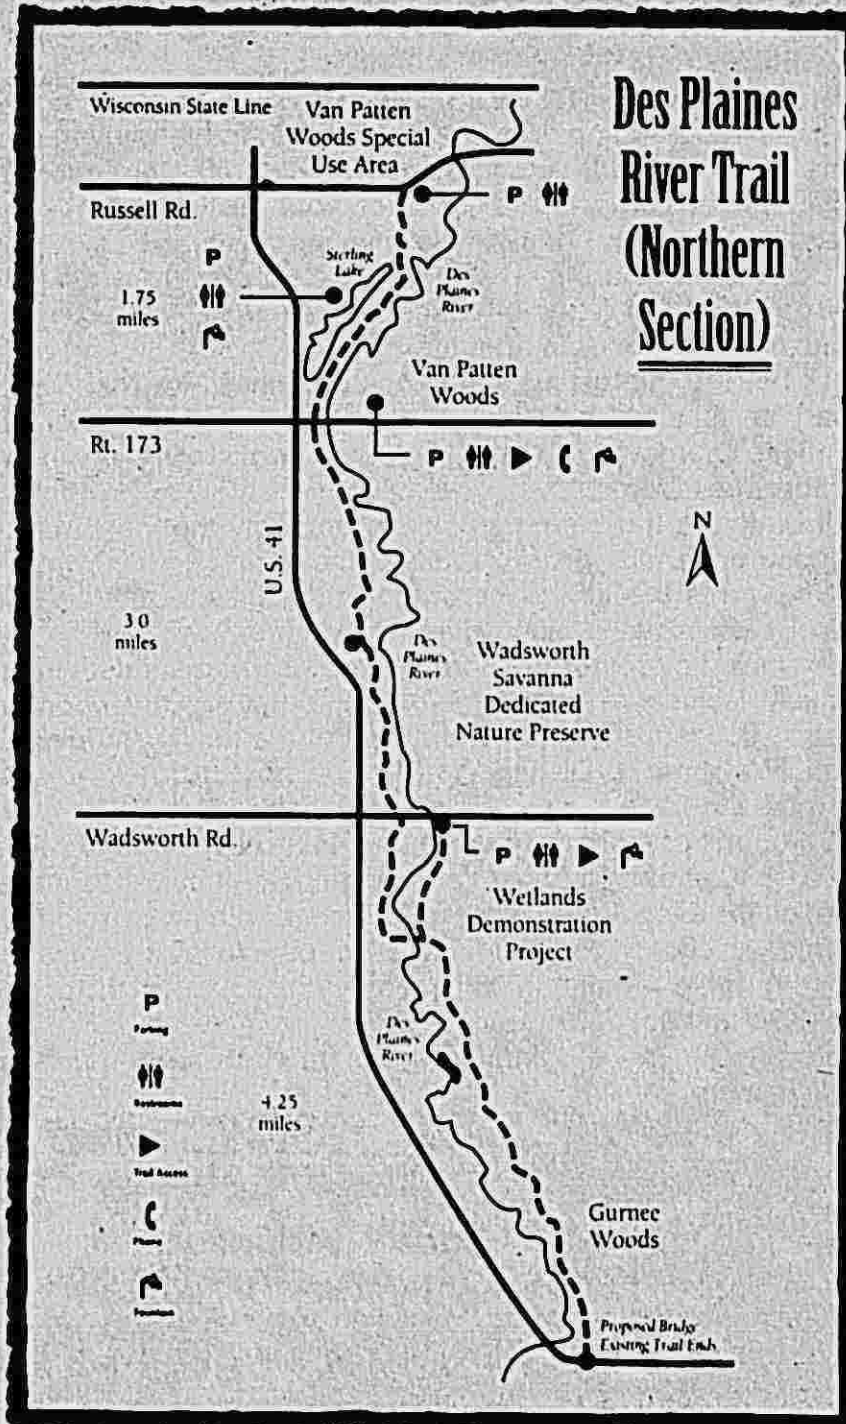 Des Plaines
River Trail
(Northern
Section)
Wisconsin State Line
Van Patten
Woods Special
Use Area
Russell Rd.
P
P
Sterling
Lake
Des
Plaines
River
1.75
miles
Van Patten
Woods
Rt. 173
P
N
U.S. 41
3.0
miles
Des
Plaines
River
Wadsworth
Savanna
Dedicated
Nature Preserve
Wadsworth Rd.
P
Wetlands
Demonstration
Project
Des
Plaines
River
P
Parking
Restrooms
4.25
miles
Trail Access
Phone
Fountain
Gurnee
Woods
Proposed Bridge
Existing Trail Ends